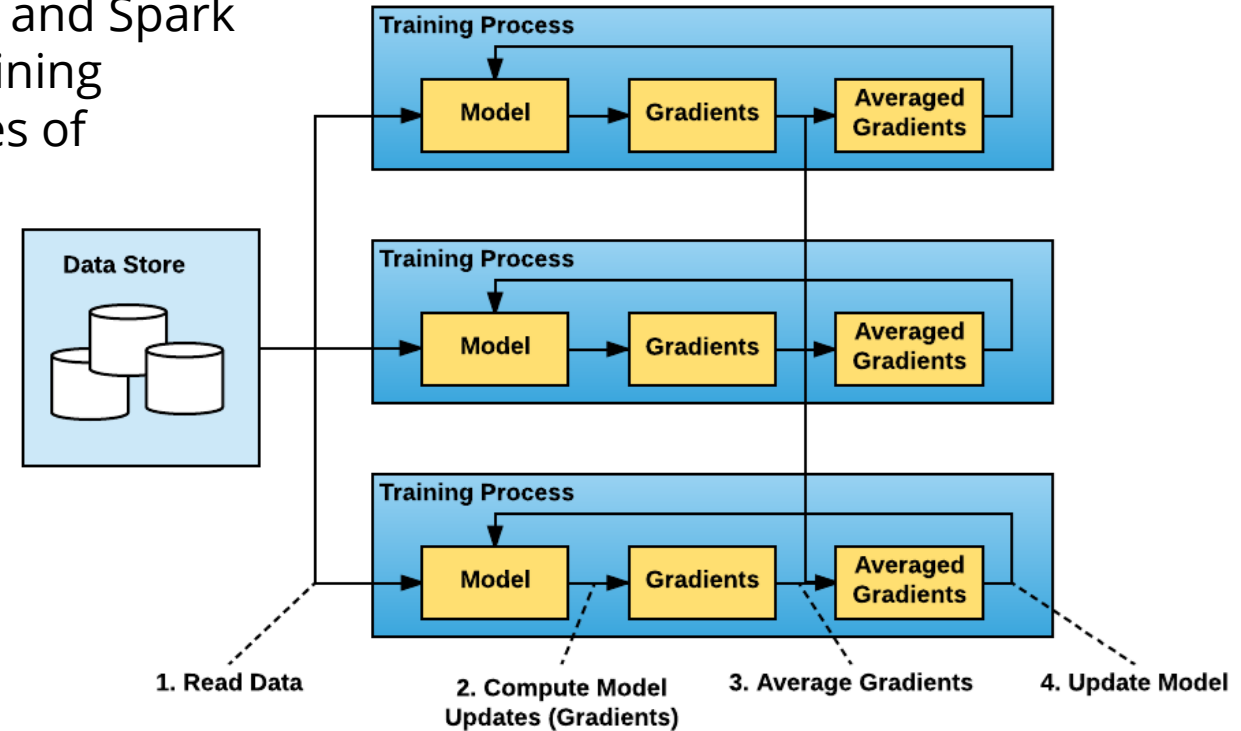 and Spark
ining
es of
Training Process
Model
Gradients
Averaged
Gradients
Data Store
Training Process
Model
Gradients
Averaged
Gradients
Training Process
Model
Gradients
Averaged
Gradients
1. Read Data
2. Compute Model
Updates (Gradients)
3. Average Gradients
4. Update Model